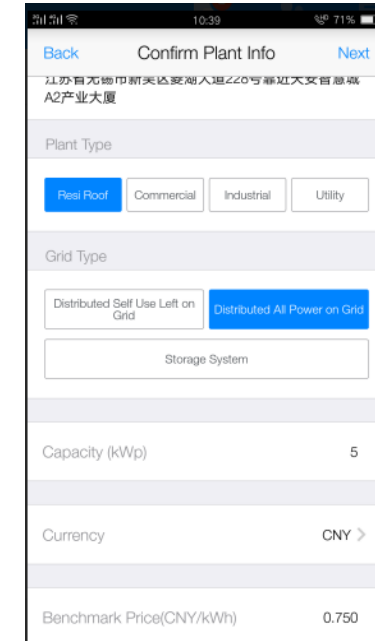 10:39 71%
Back Confirm Plant Info Next
江苏省无锡市新吴区菱湖大道228号靠近天安智慧城
A2产业大厦
Plant Type
Resi Roof Commercial Industrial Utility
Grid Type
Distributed Self Use Left on
Grid
Distributed All Power on Grid
Storage System
Capacity (kWp) 5
Currency CNY >
Benchmark Price(CNY/kWh) 0.750